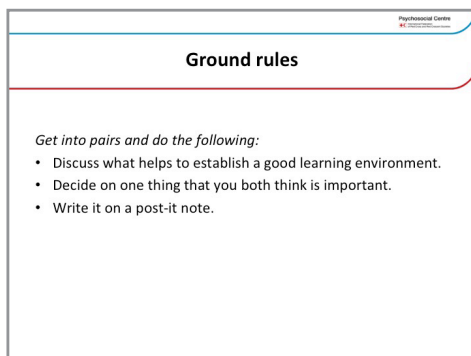 Psychosocial Centre
Ground rules
Get into pairs and do the following:
• Discuss what helps to establish a good learning environment.
• Decide on one thing that you both think is important.
• Write it on a post-it note.